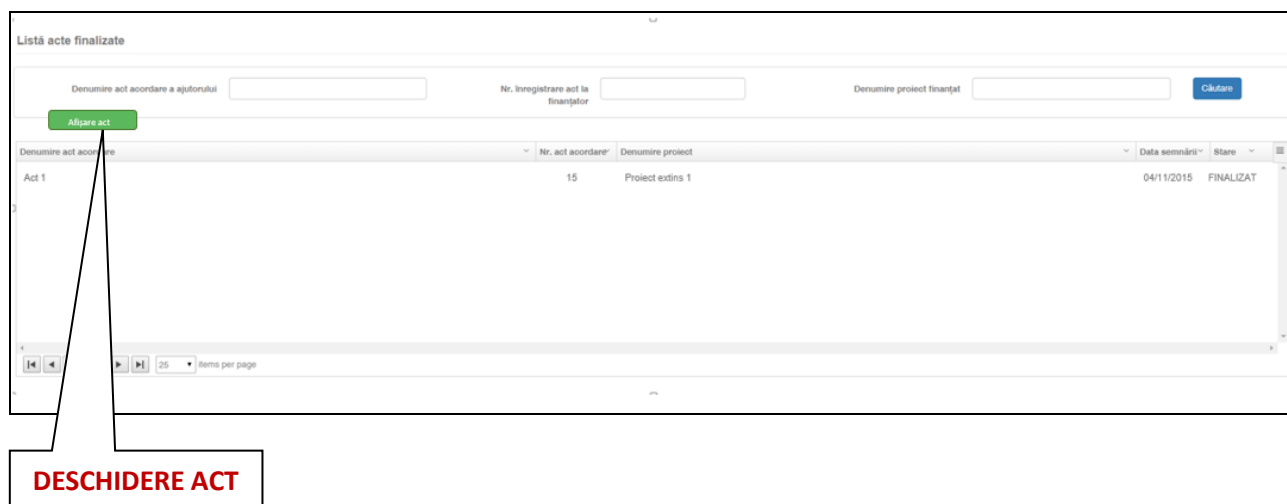 Listă acte finalizate
Denumire act acordare a ajutorului
Nr. înregistrare act la
finanțator
Denumire proiect finanțat
Căutare
Afișare act
Denumire act acordare Nr. act acordare Denumire proiect Data semnării Stare
Act 1 15 Proiect extins 1 04/11/2015 FINALIZAT
25 items per page
DESCHIDERE ACT